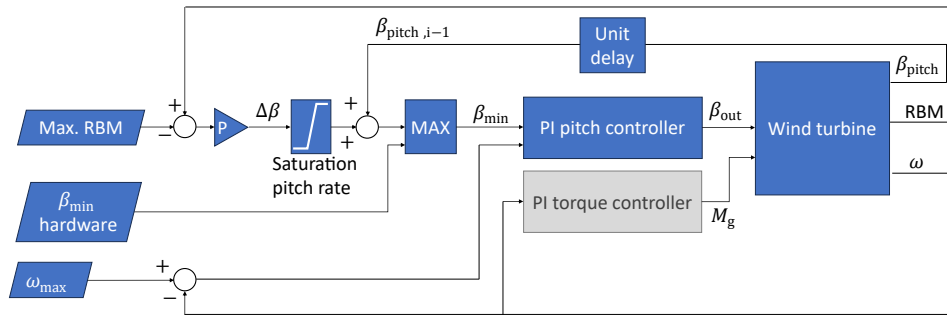 β_pitch ,i−1
Unit
delay
β_pitch
+
−
Max. RBM
P
Δβ
+
+
Saturation
pitch rate
MAX
β_min
PI pitch controller
β_out
Wind turbine
RBM
ω
β_min
hardware
PI torque controller
M_g
ω_max
+
−